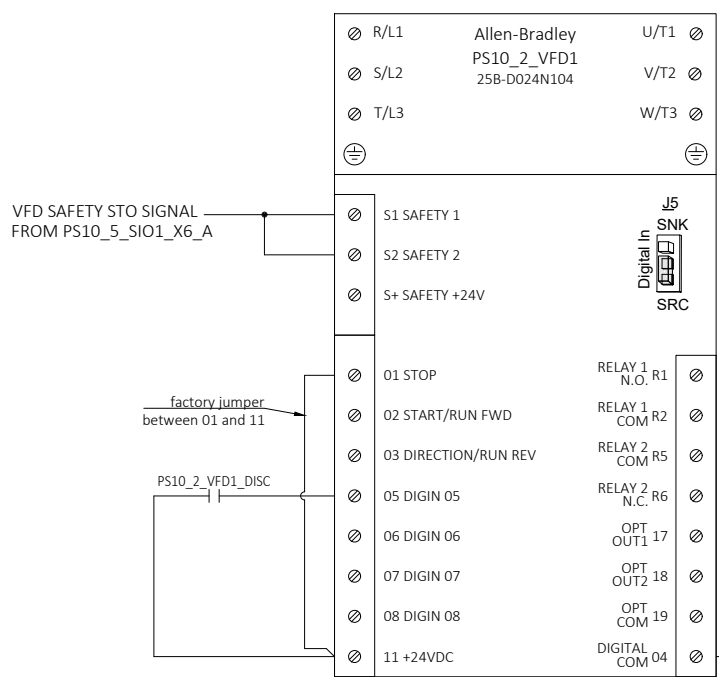 R/L1
Allen-Bradley
U/T1
PS10_2_VFD1
S/L2
25B-D024N104
V/T2
T/L3
W/T3
VFD SAFETY STO SIGNAL
FROM PS10_5_SIO1_X6_A
S1 SAFETY 1
S2 SAFETY 2
S+ SAFETY +24V
J5
SNK
Digital In
SRC
factory jumper
between 01 and 11
PS10_2_VFD1_DISC
01 STOP
02 START/RUN FWD
03 DIRECTION/RUN REV
05 DIGIN 05
06 DIGIN 06
07 DIGIN 07
08 DIGIN 08
11 +24VDC
RELAY 1
N.O. R1
RELAY 1
COM R2
RELAY 2
COM R5
RELAY 2
N.C. R6
OPT
OUT1 17
OPT
OUT2 18
OPT
COM 19
DIGITAL
COM 04